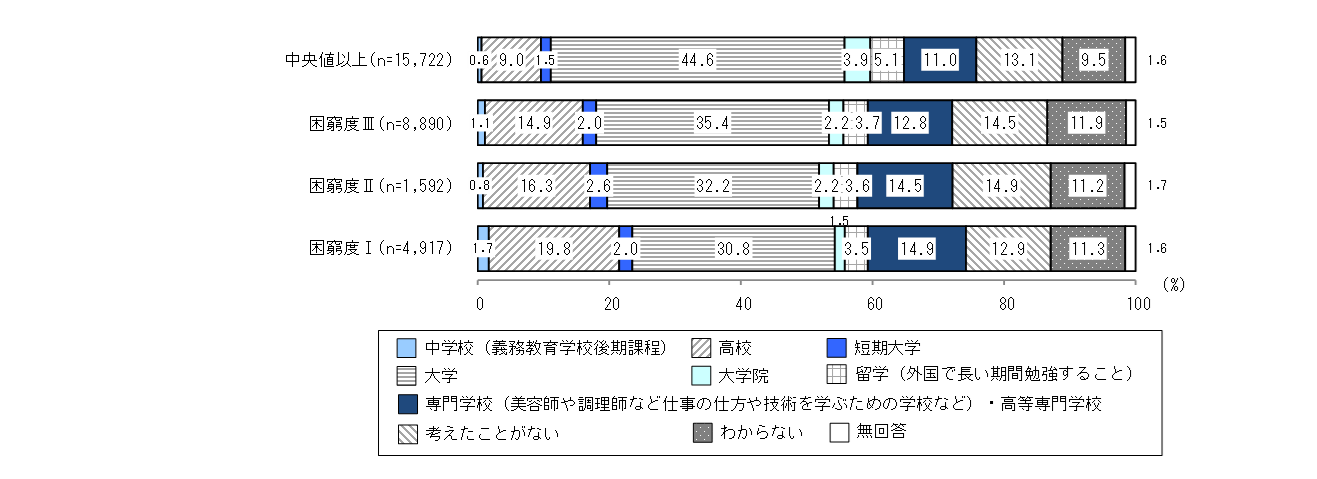 中央値以上(n=15,722) 0.6 9.0 1.5 44.6 3.9 5.1 11.0 13.1 9.5 1.6
困窮度Ⅲ(n=8,890) 1.1 14.9 2.0 35.4 2.2 3.7 12.8 14.5 11.9 1.5
困窮度Ⅱ(n=1,592) 0.8 16.3 2.6 32.2 2.2 3.6 14.5 14.9 11.2 1.7
1.5
困窮度Ⅰ(n=4,917) 1.7 19.8 2.0 30.8 3.5 14.9 12.9 11.3 1.6
(%)
0 20 40 60 80 100
中学校（義務教育学校後期課程） 高校 短期大学
大学 大学院 留学（外国で長い期間勉強すること）
専門学校（美容師や調理師など仕事の仕方や技術を学ぶための学校など）・高等専門学校
考えたことがない わからない 無回答